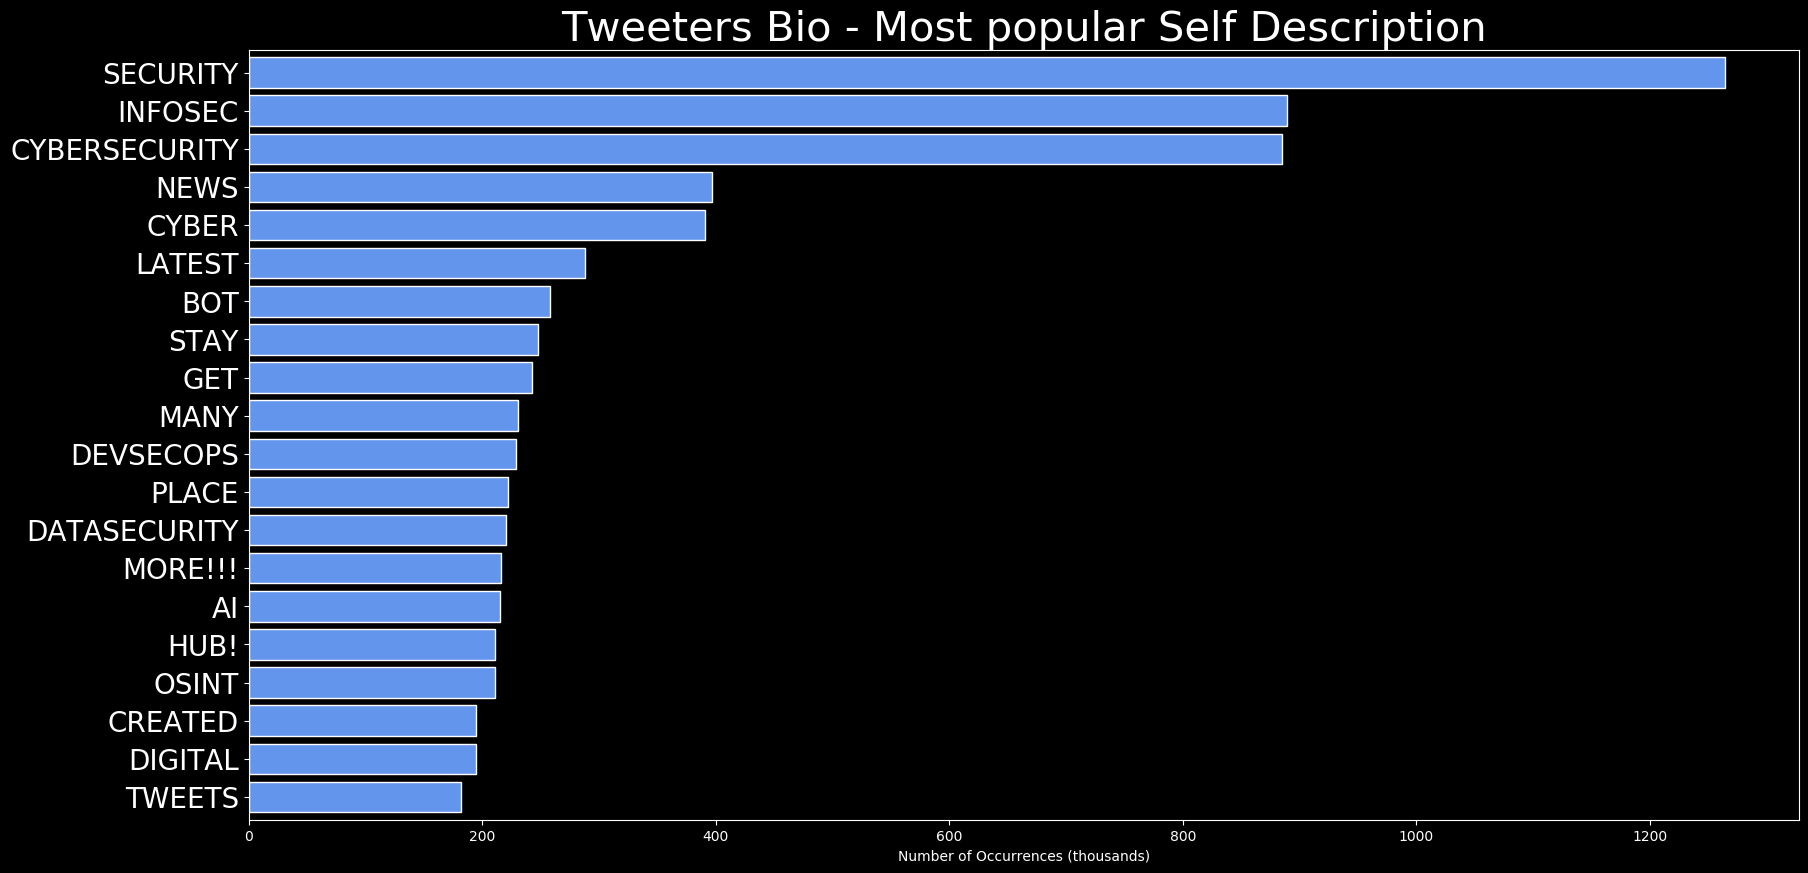 Tweeters Bio - Most popular Self Description
SECURITY
INFOSEC
CYBERSECURITY
NEWS
CYBER
LATEST
BOT
STAY
GET
MANY
DEVSECOPS
PLACE
DATASECURITY
MORE!!!
AI
HUB!
OSINT
CREATED
DIGITAL
TWEETS
0 200 400 600 800 1000 1200
Number of Occurrences (thousands)